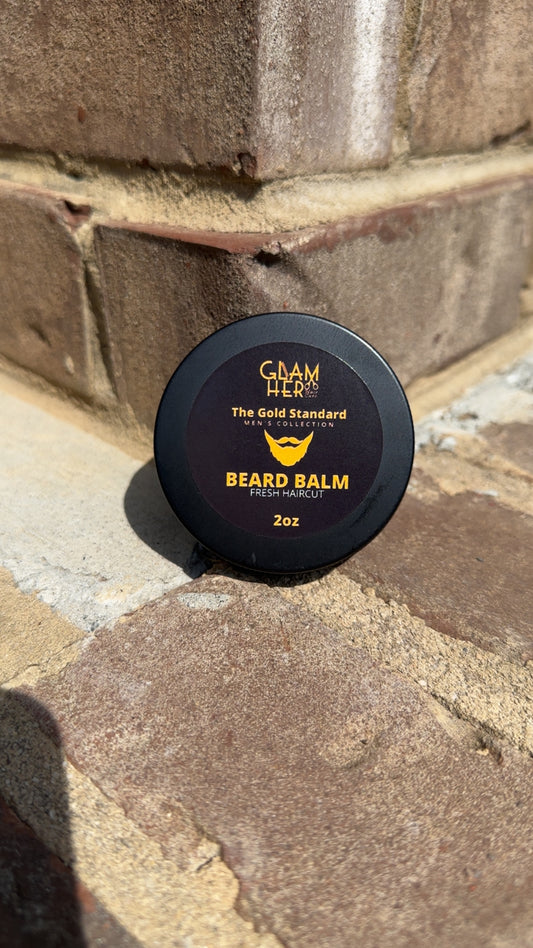 GLAM
HER
The Gold Standard
MEN'S COLLECTION
BEARD BALM
FRESH HAIRCUT
2oz